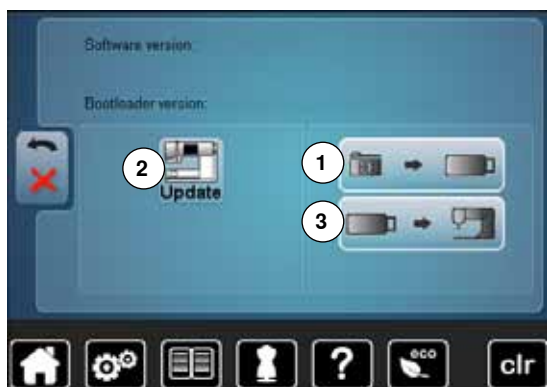 Software version:
Bootloader version:
1
2
Update
3
?
eco
clr